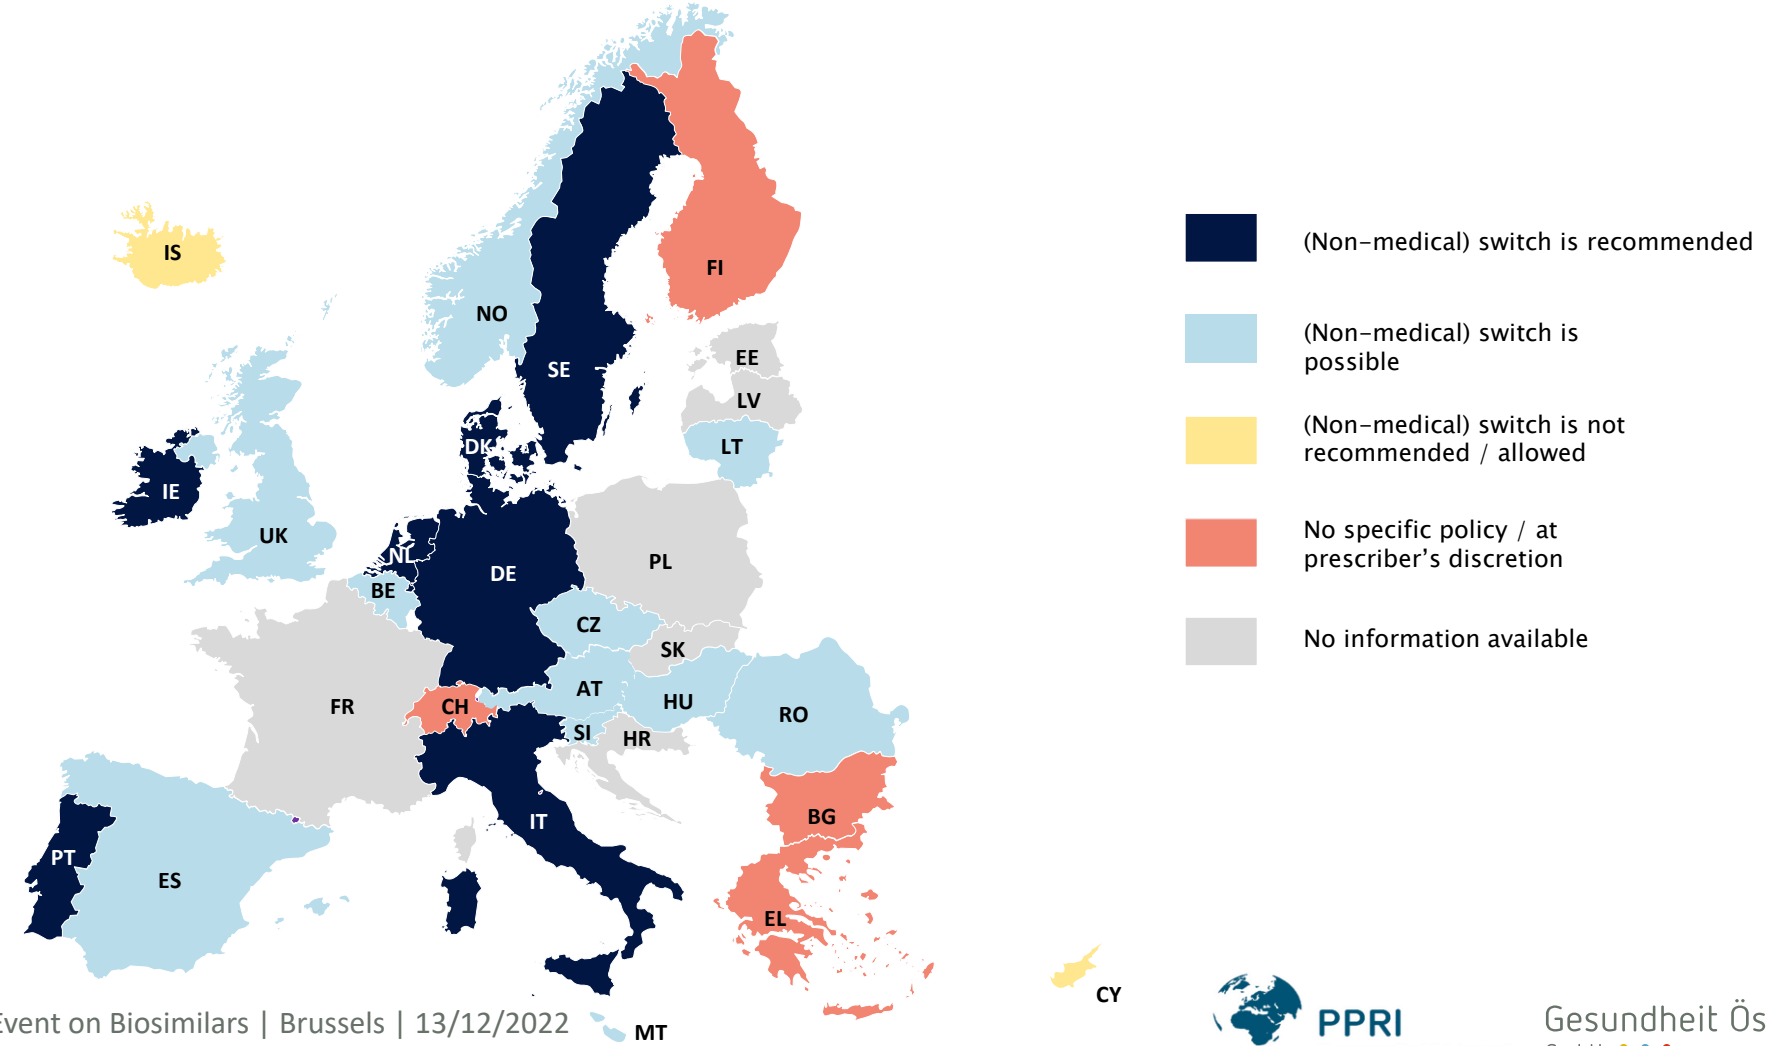 IS
NO
SE
FI
EE
LV
LT
DK
IE
UK
NL
BE
DE
PL
CZ
SK
FR
CH
AT
HU
SI
HR
RO
PT
ES
IT
BG
EL
CY
MT
(Non-medical) switch is recommended
(Non-medical) switch is
possible
(Non-medical) switch is not
recommended / allowed
No specific policy / at
prescriber's discretion
No information available
Event on Biosimilars | Brussels | 13/12/2022
PPRI
Gesundheit Ös